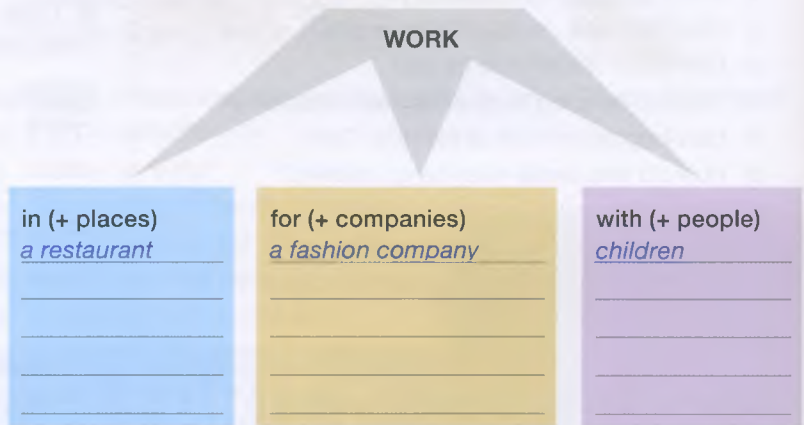 WORK
in (+ places)
a restaurant
for (+ companies)
a fashion company
with (+ people)
children